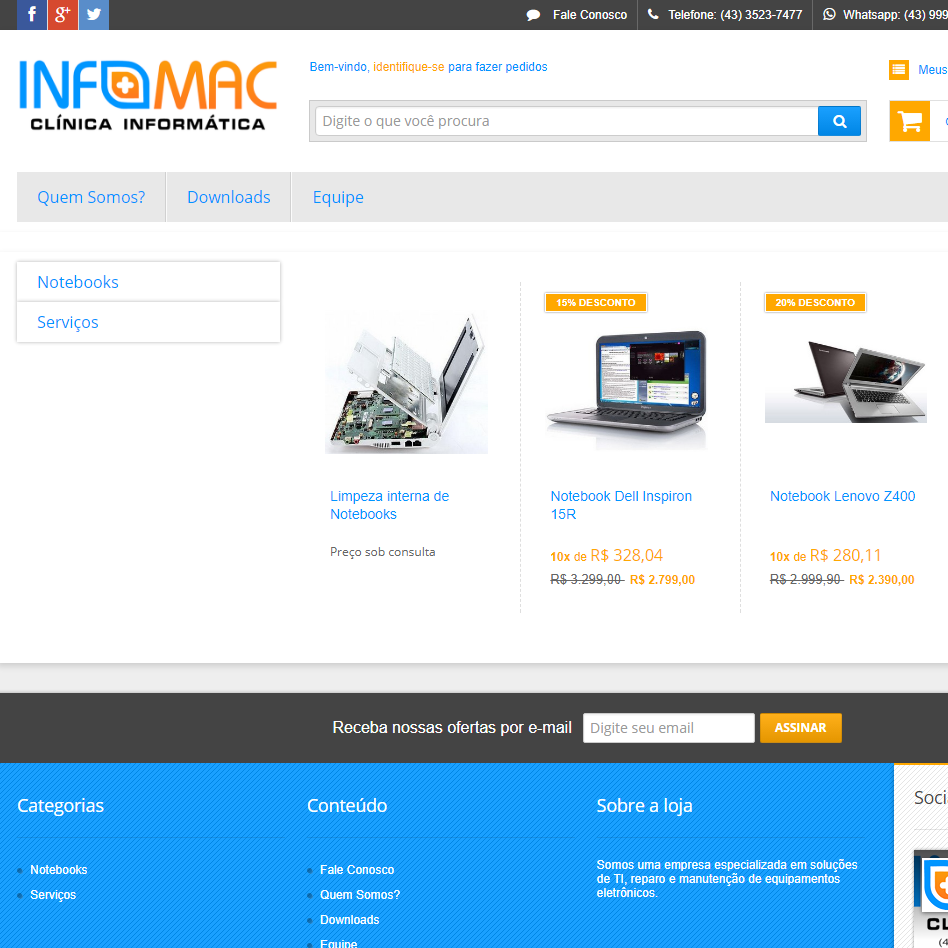 Fale Conosco
Telefone: (43) 3523-7477
Whatsapp: (43) 999
INFOMAC
CLÍNICA INFORMÁTICA
Bem-vindo, identifique-se para fazer pedidos
Meus
Digite o que você procura
Quem Somos?
Downloads
Equipe
Notebooks
Serviços
15% DESCONTO
20% DESCONTO
Limpeza interna de
Notebooks
Preço sob consulta
Notebook Dell Inspiron
15R
10x de R$ 328,04
R$ 3.299,00 R$ 2.799,00
Notebook Lenovo Z400
10x de R$ 280,11
R$ 2.999,90 R$ 2.390,00
Receba nossas ofertas por e-mail
Digite seu email
ASSINAR
Categorias
Notebooks
Serviços
Conteúdo
Fale Conosco
Quem Somos?
Downloads
Equipe
Sobre a loja
Somos uma empresa especializada em soluções
de TI, reparo e manutenção de equipamentos
eletrônicos.
Soci
CL
(4